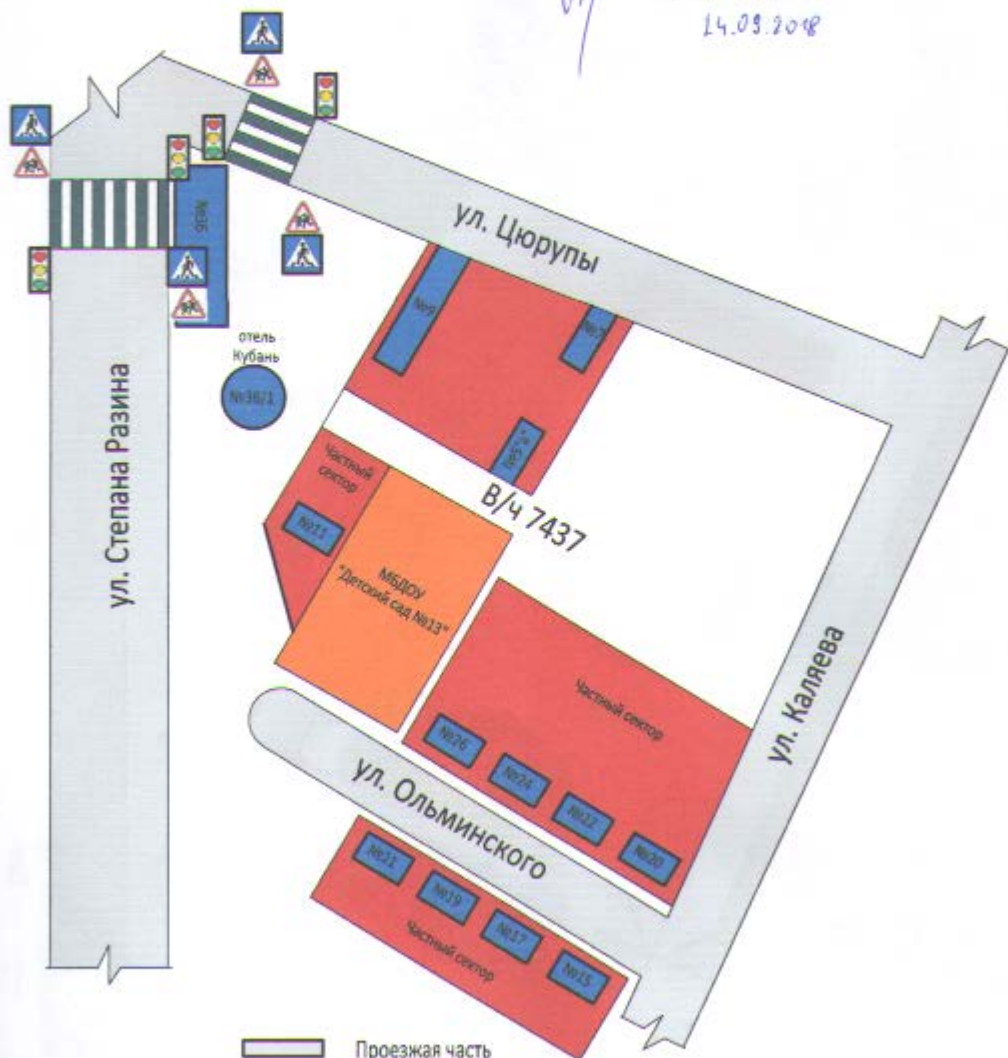 14.09.2018
№36
ул. Цюрупы
№9
№7
отель
Кубань
№36/1
ул. Степана Разина
Частный
сектор
№11
В/ч 7437
МБДОУ
"Детский сад №13"
Частный сектор
ул. Каляева
№26
№24
№22
№20
ул. Ольминского
№21
№19
№17
№15
Частный сектор
Проезжая часть